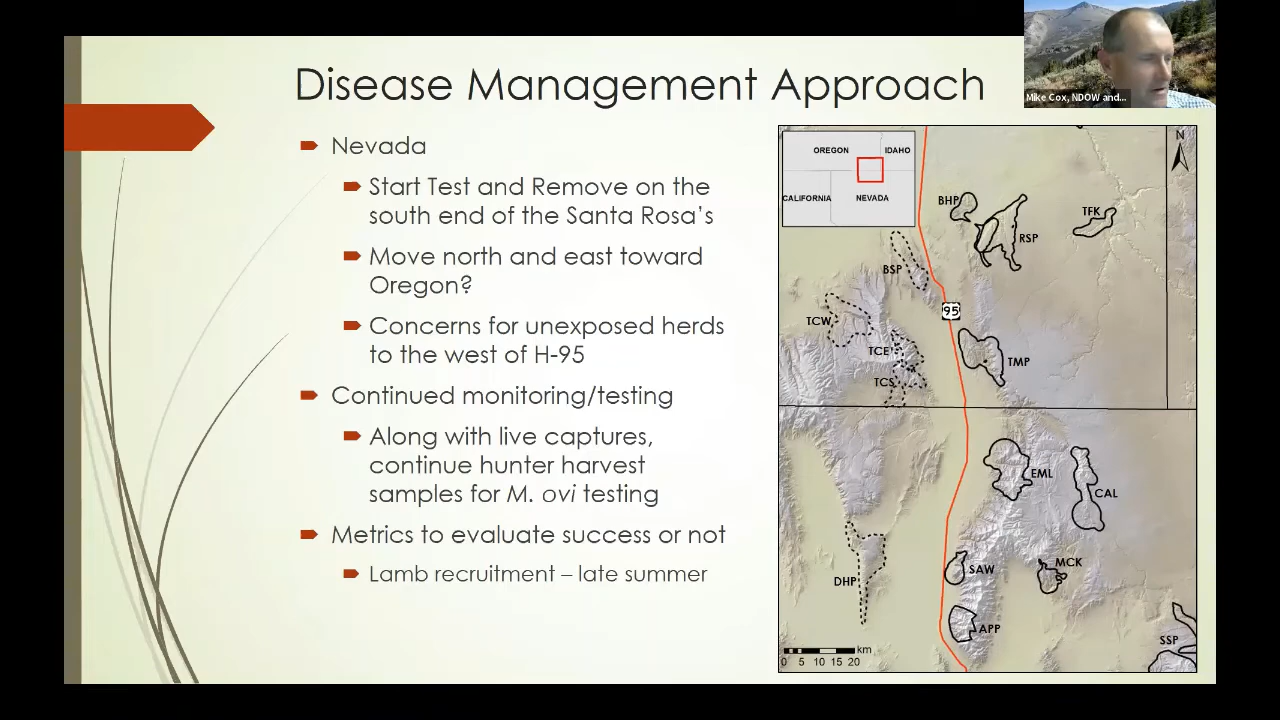 Disease Management Approach
Mike Cox, NDOW and...
Nevada
Start Test and Remove on the
south end of the Santa Rosa's
Move north and east toward
Oregon?
Concerns for unexposed herds
to the west of H-95
Continued monitoring/testing
Along with live captures,
continue hunter harvest
samples for M. ovi testing
Metrics to evaluate success or not
Lamb recruitment – late summer
OREGON
IDAHO
CALIFORNIA
NEVADA
N
BHP
TFK
RSP
BSP
95
TCW
TCE
TMP
TCS
EML
CAL
SAW
MCK
DHP
APP
SSP
km
0 5 10 15 20